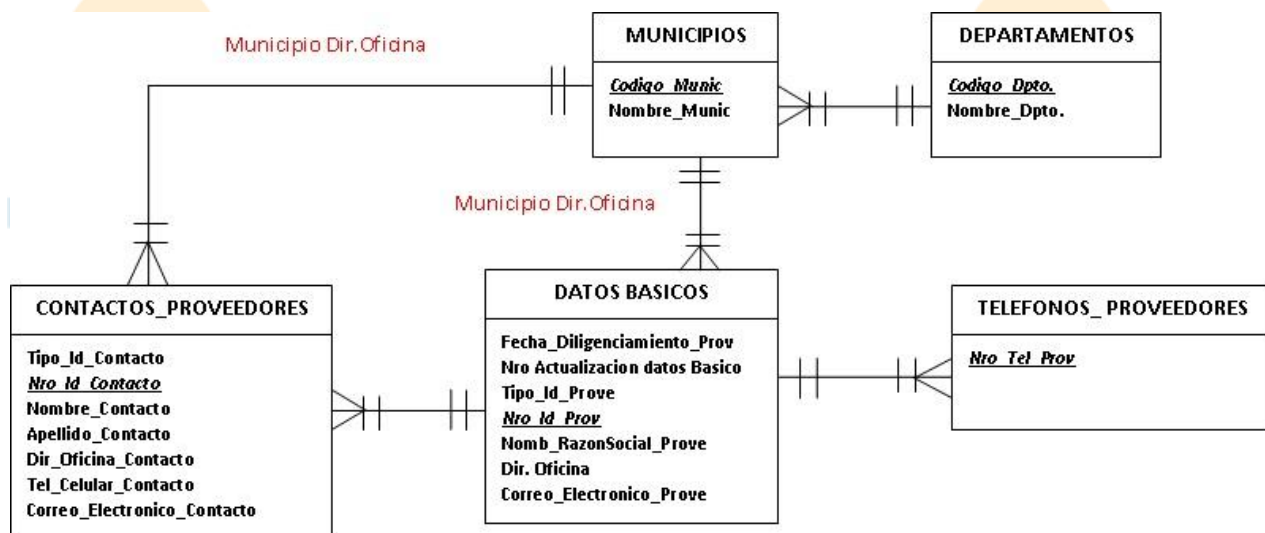 Municipio Dir.Oficina
MUNICIPIOS
Codigo_Munic
Nombre_Munic
DEPARTAMENTOS
Codigo_Dpto.
Nombre_Dpto.
Municipio Dir.Oficina
CONTACTOS_PROVEEDORES
Tipo_Id_Contacto
Nro_Id_Contacto
Nombre_Contacto
Apellido_Contacto
Dir_Oficina_Contacto
Tel_Celular_Contacto
Correo_Electronico_Contacto
DATOS BASICOS
Fecha_Diligenciamiento_Prov
Nro Actualizacion datos Basico
Tipo_Id_Prove
Nro_Id_Prov
Nomb_RazonSocial_Prove
Dir. Oficina
Correo_Electronico_Prove
TELEFONOS_ PROVEEDORES
Nro_Tel_Prov